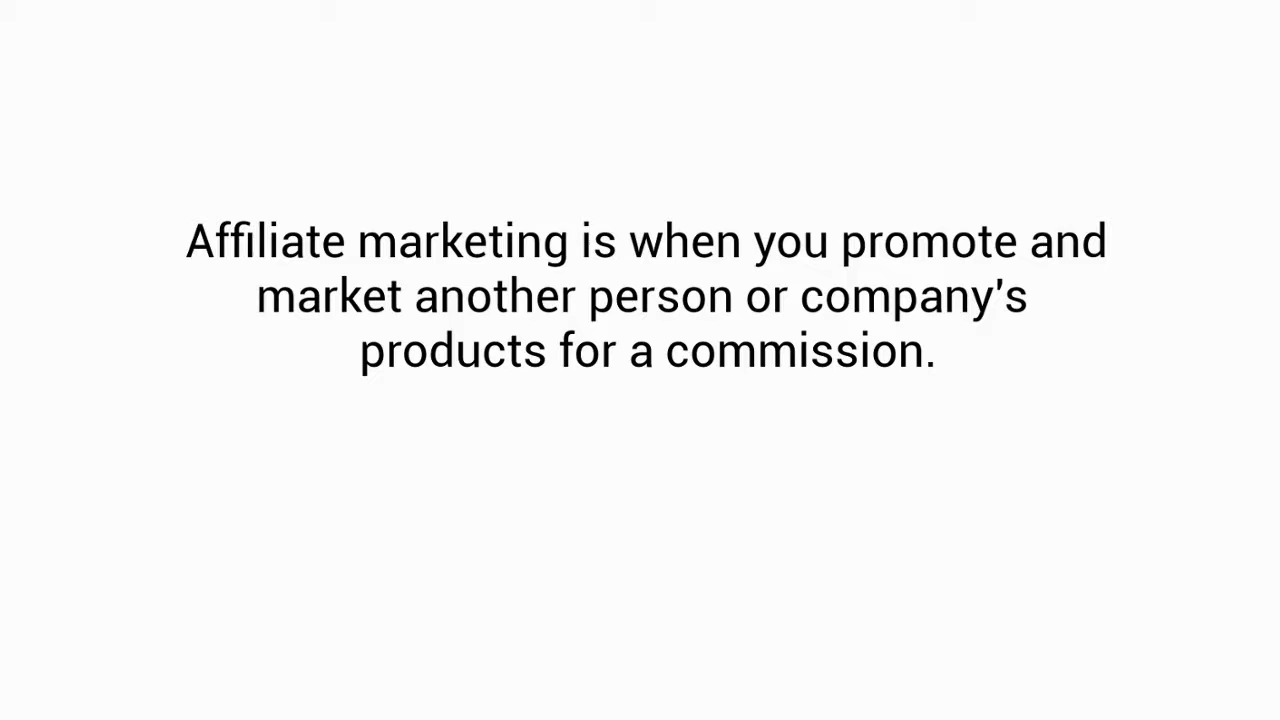 Affiliate marketing is when you promote and
market another person or company's
products for a commission.